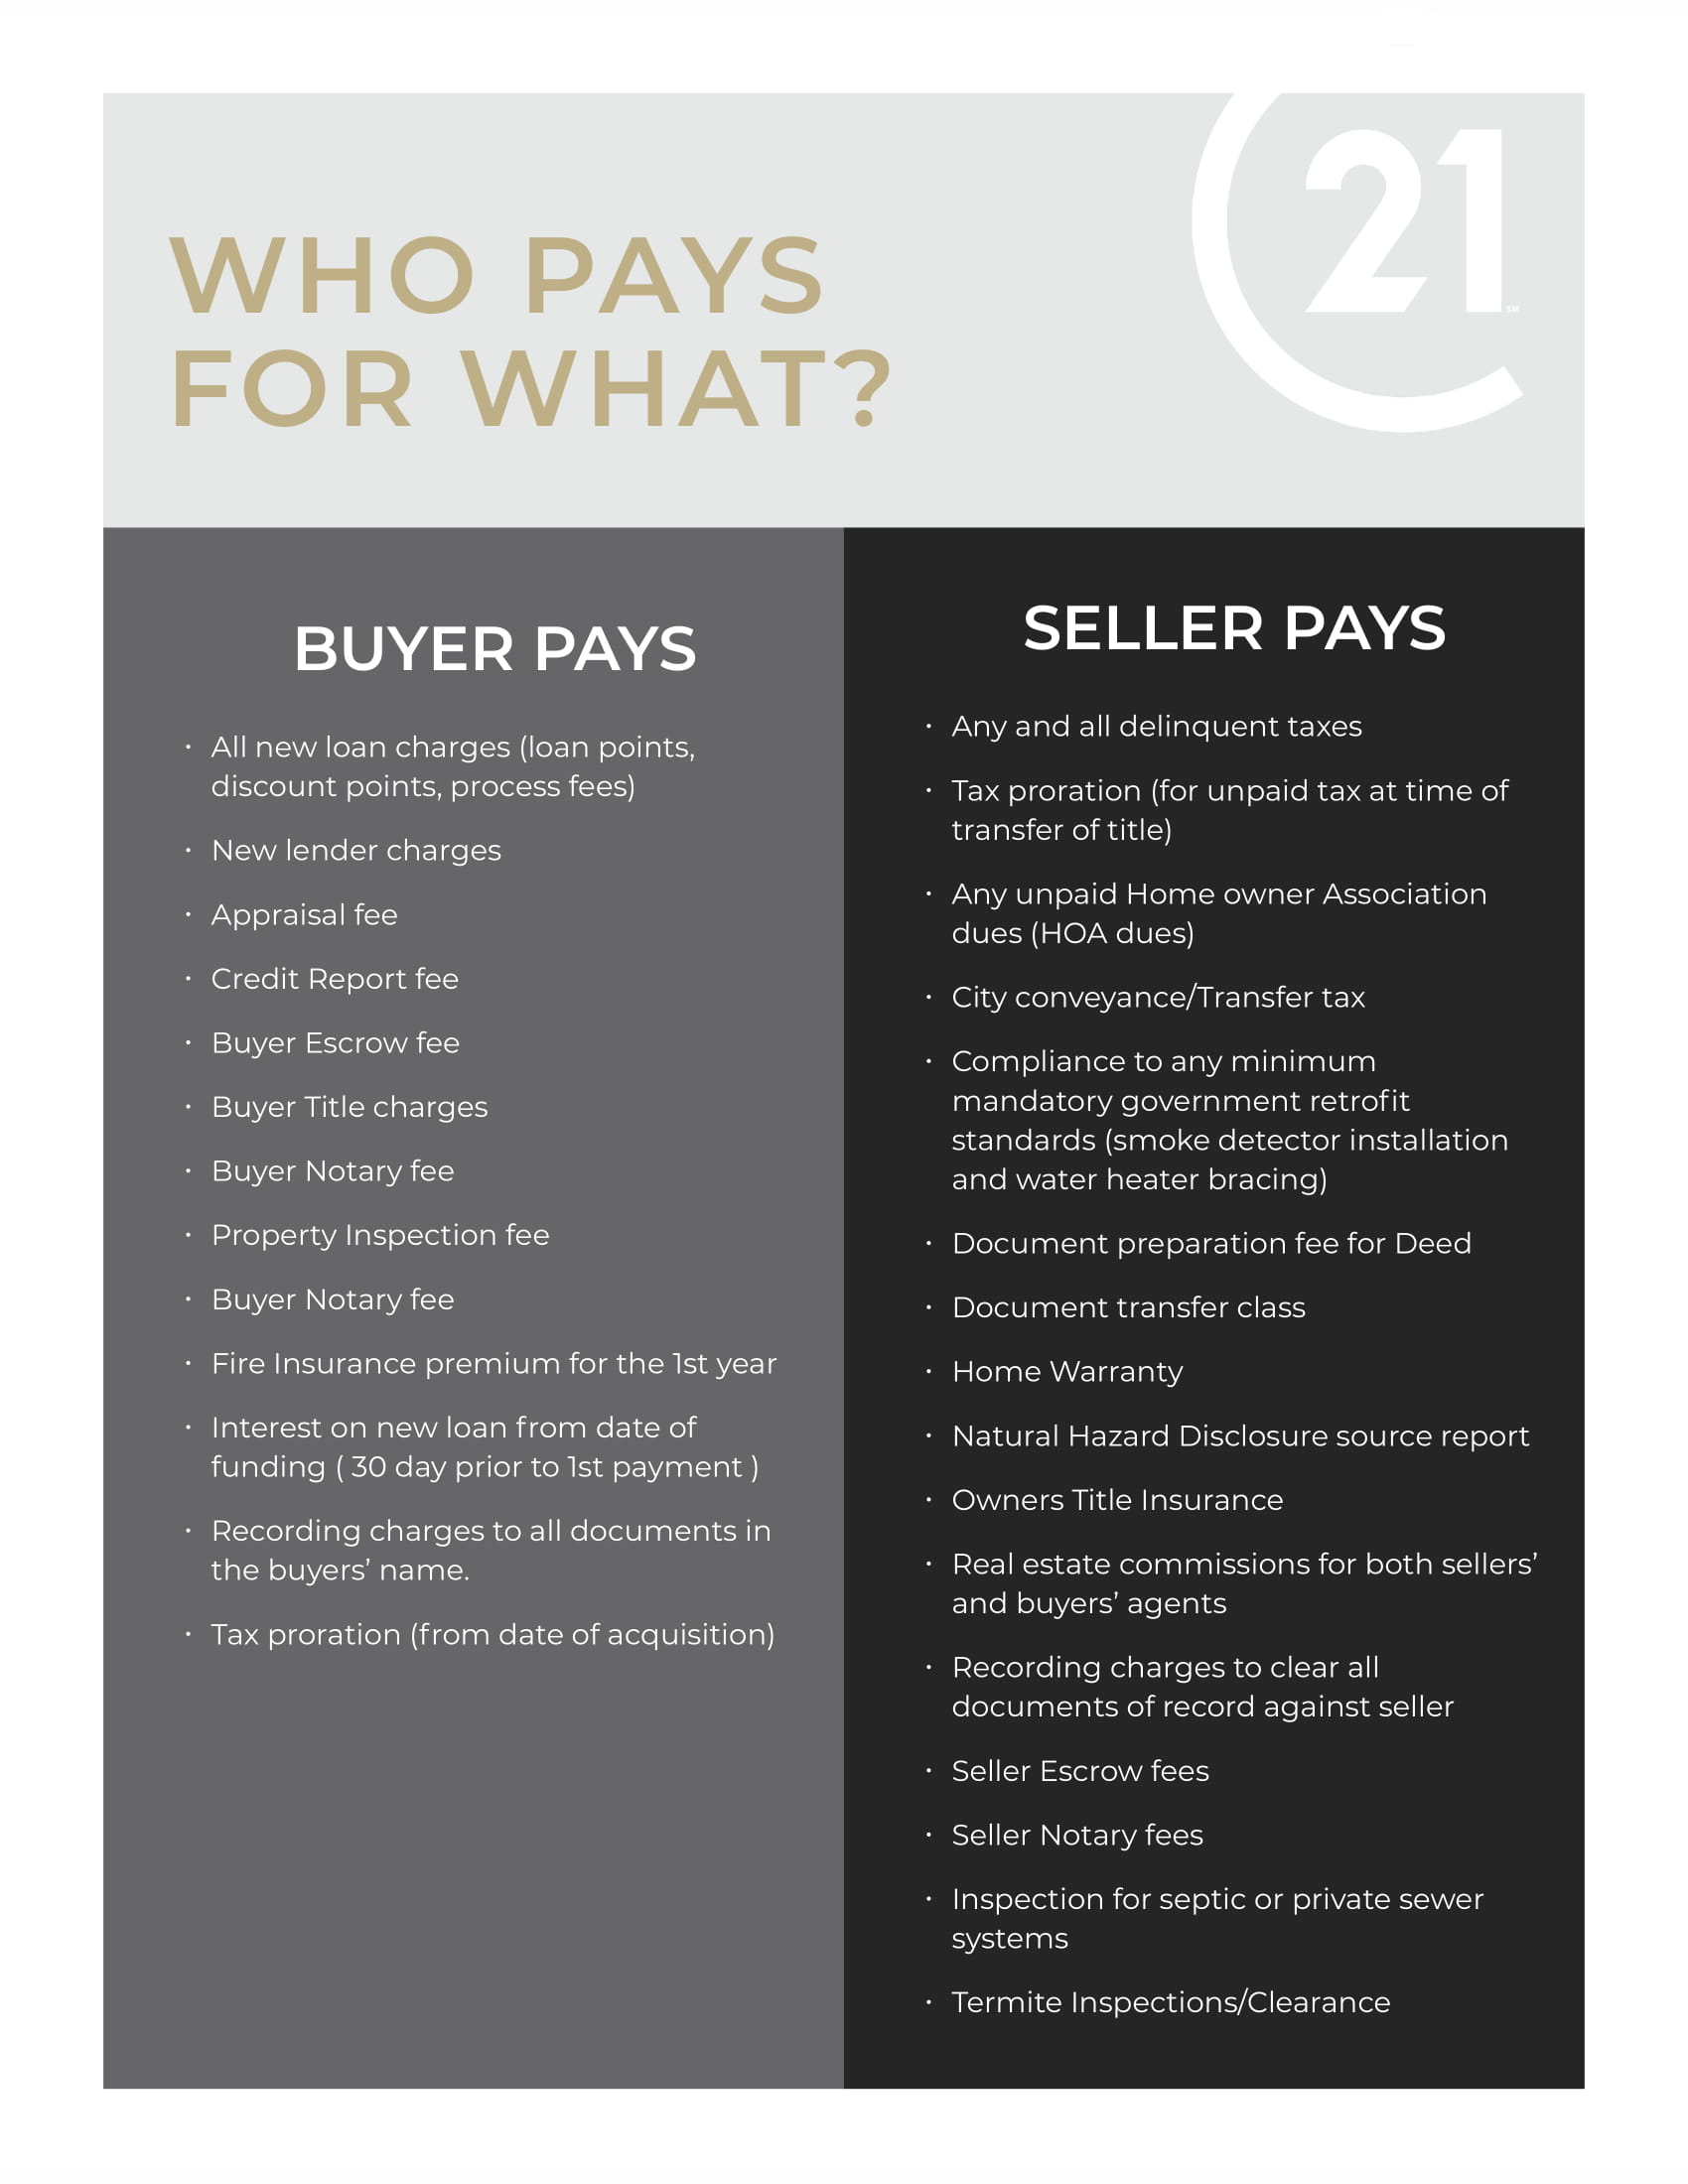 21
SM
WHO PAYS
FOR WHAT?
BUYER PAYS
• All new loan charges (loan points,
discount points, process fees)
• New lender charges
• Appraisal fee
• Credit Report fee
• Buyer Escrow fee
• Buyer Title charges
• Buyer Notary fee
• Property Inspection fee
• Buyer Notary fee
• Fire Insurance premium for the 1st year
• Interest on new loan from date of
funding ( 30 day prior to 1st payment )
• Recording charges to all documents in
the buyers’ name.
• Tax proration (from date of acquisition)
SELLER PAYS
• Any and all delinquent taxes
• Tax proration (for unpaid tax at time of
transfer of title)
• Any unpaid Home owner Association
dues (HOA dues)
• City conveyance/Transfer tax
• Compliance to any minimum
mandatory government retrofit
standards (smoke detector installation
and water heater bracing)
• Document preparation fee for Deed
• Document transfer class
• Home Warranty
• Natural Hazard Disclosure source report
• Owners Title Insurance
• Real estate commissions for both sellers’
and buyers’ agents
• Recording charges to clear all
documents of record against seller
• Seller Escrow fees
• Seller Notary fees
• Inspection for septic or private sewer
systems
• Termite Inspections/Clearance